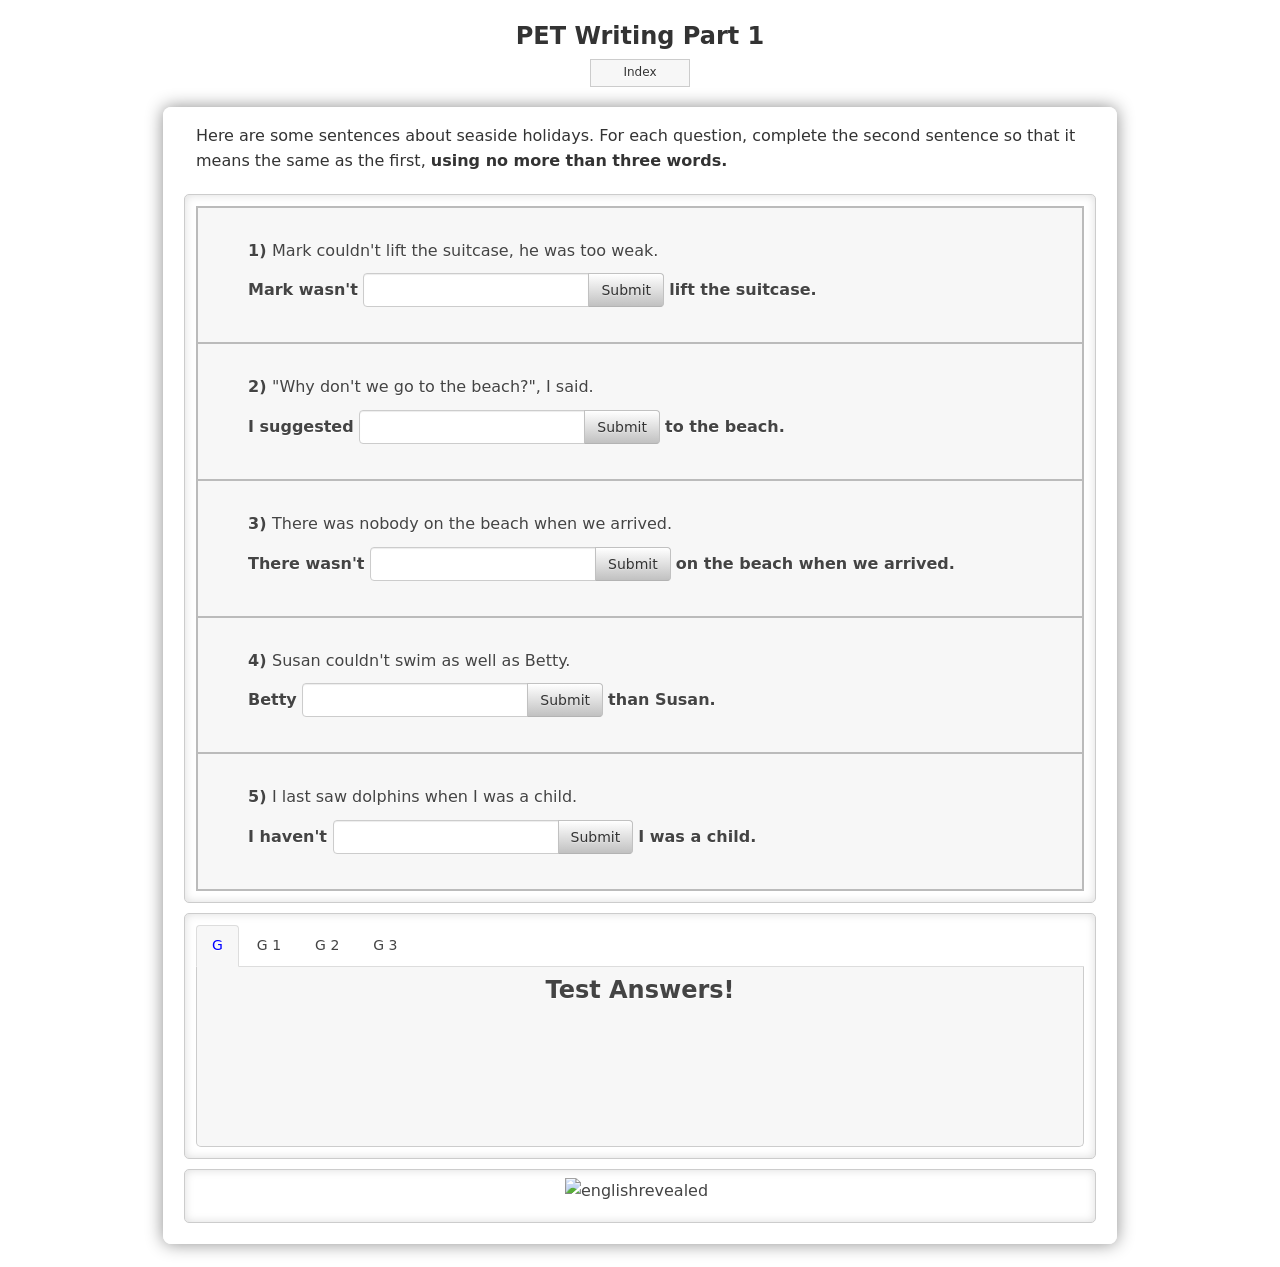 PET Writing Part 1
Index
Here are some sentences about seaside holidays. For each question, complete the second sentence so that it
means the same as the first, using no more than three words.
1) Mark couldn't lift the suitcase, he was too weak.
Mark wasn't Submit lift the suitcase.
2) "Why don't we go to the beach?", I said.
I suggested Submit to the beach.
3) There was nobody on the beach when we arrived.
There wasn't Submit on the beach when we arrived.
4) Susan couldn't swim as well as Betty.
Betty Submit than Susan.
5) I last saw dolphins when I was a child.
I haven't Submit I was a child.
G G 1 G 2 G 3
Test Answers!
englishrevealed